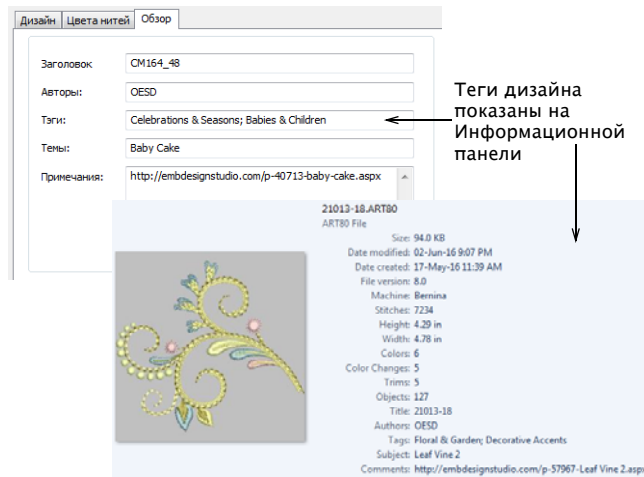 Дизайн Цвета нитей Обзор
Заголовок CM164_48
Авторы: OESD
Тэги: Celebrations & Seasons; Babies & Children
Темы: Baby Cake
Примечания: http://embdesignstudio.com/p-40713-baby-cake.aspx
Теги дизайна
показаны на
Информационной
панели
21013-18.ART80
ART80 File
Size: 94.0 KB
Date modified: 02-Jun-16 9:07 PM
Date created: 17-May-16 11:39 AM
File version: 8.0
Machine: Bernina
Stitches: 7234
Height: 4.29 in
Width: 4.78 in
Colors: 6
Color Changes: 5
Trims: 5
Objects: 127
Title: 21013-18
Authors: OESD
Tags: Floral & Garden; Decorative Accents
Subject: Leaf Vine 2
Comments: http://embdesignstudio.com/p-57967-Leaf Vine 2.aspx